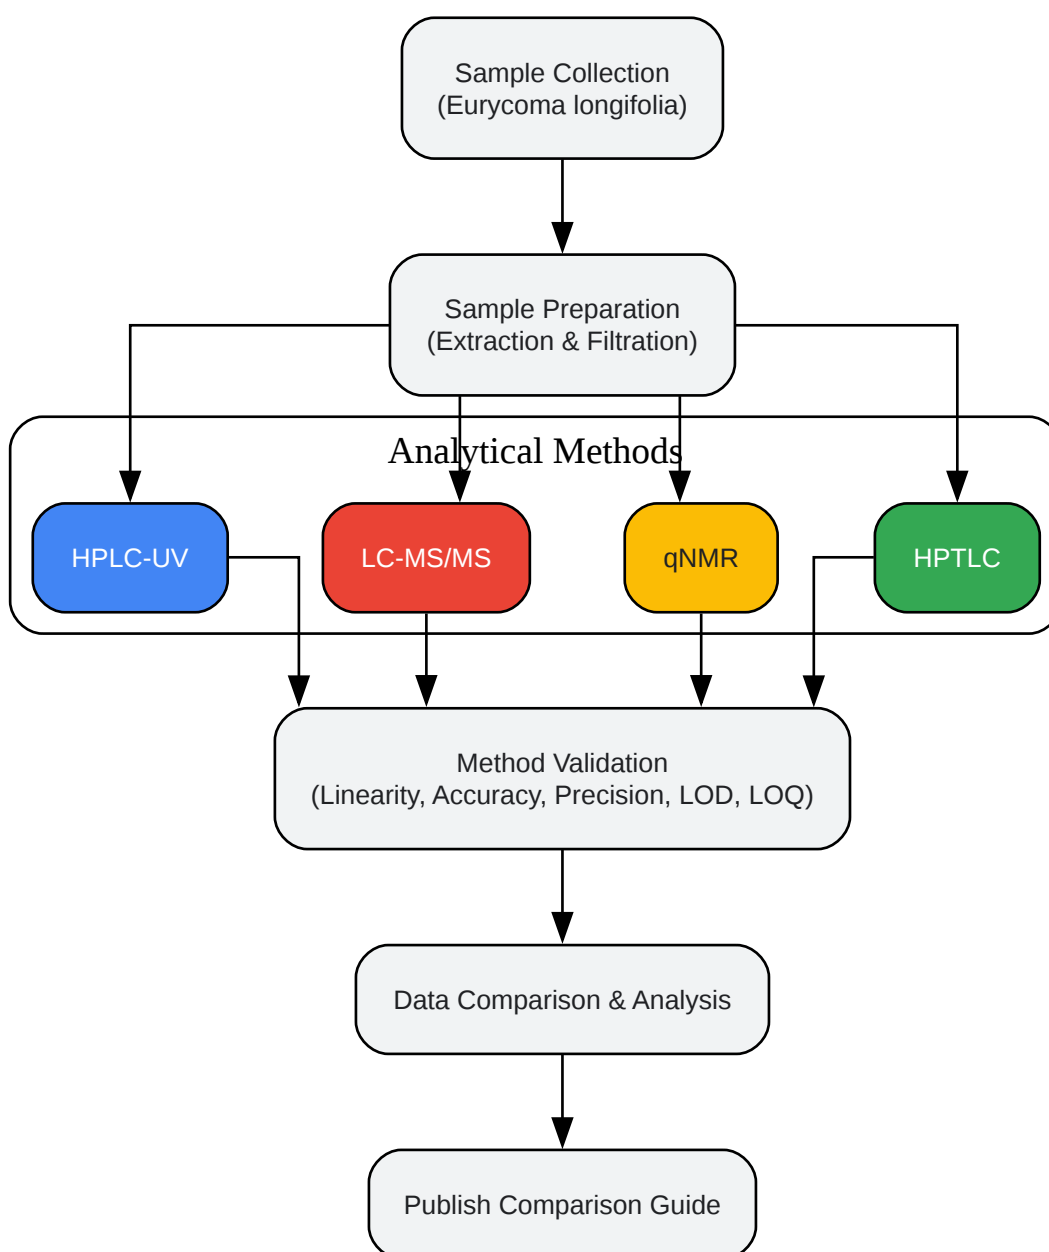 Sample Collection
(Eurycoma longifolia)
Sample Preparation
(Extraction & Filtration)
Analytical Methods
HPLC-UV
LC-MS/MS
qNMR
HPTLC
Method Validation
(Linearity, Accuracy, Precision, LOD, LOQ)
Data Comparison & Analysis
Publish Comparison Guide